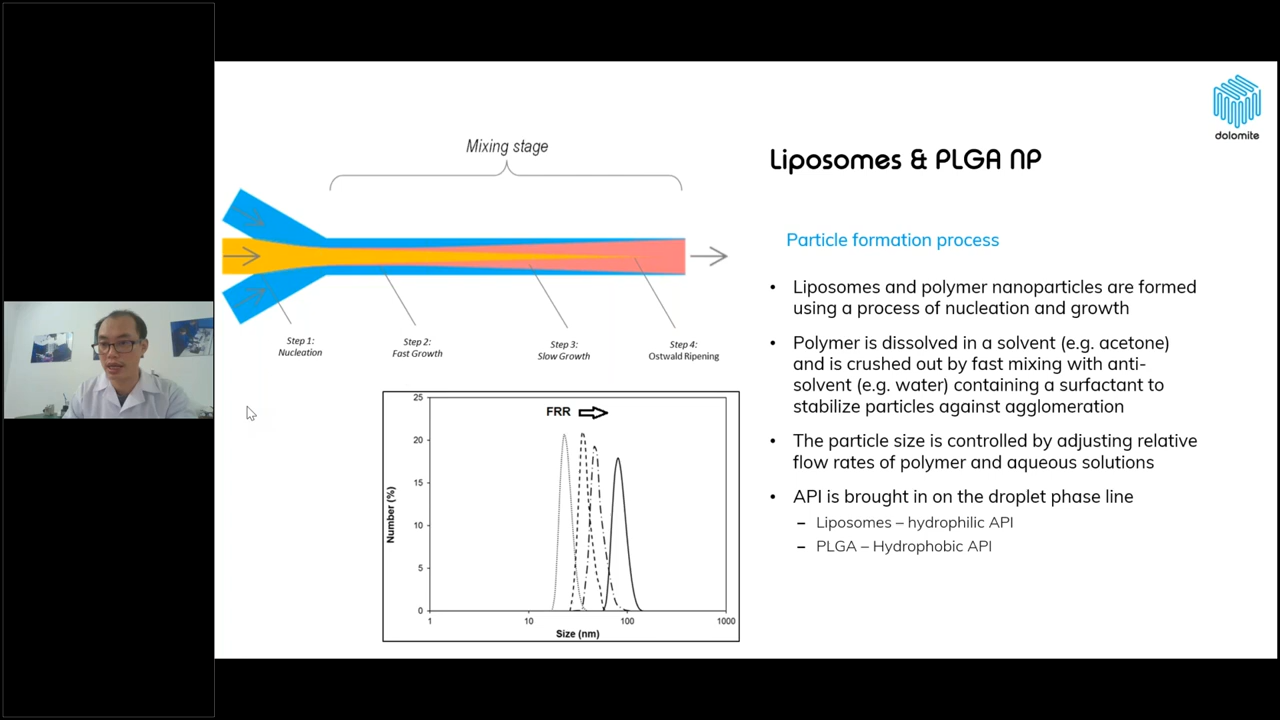 dolomite
Mixing stage
Liposomes & PLGA NP
Particle formation process
Step 1:
Nucleation
Step 2:
Fast Growth
Step 3:
Slow Growth
Step 4:
Ostwald Ripening
• Liposomes and polymer nanoparticles are formed
using a process of nucleation and growth
• Polymer is dissolved in a solvent (e.g. acetone)
and is crushed out by fast mixing with anti-
solvent (e.g. water) containing a surfactant to
stabilize particles against agglomeration
• The particle size is controlled by adjusting relative
flow rates of polymer and aqueous solutions
• API is brought in on the droplet phase line
– Liposomes – hydrophilic API
– PLGA – Hydrophobic API
FRR
Number (%)
25
20
15
10
5
0
1 10 100 1000
Size (nm)